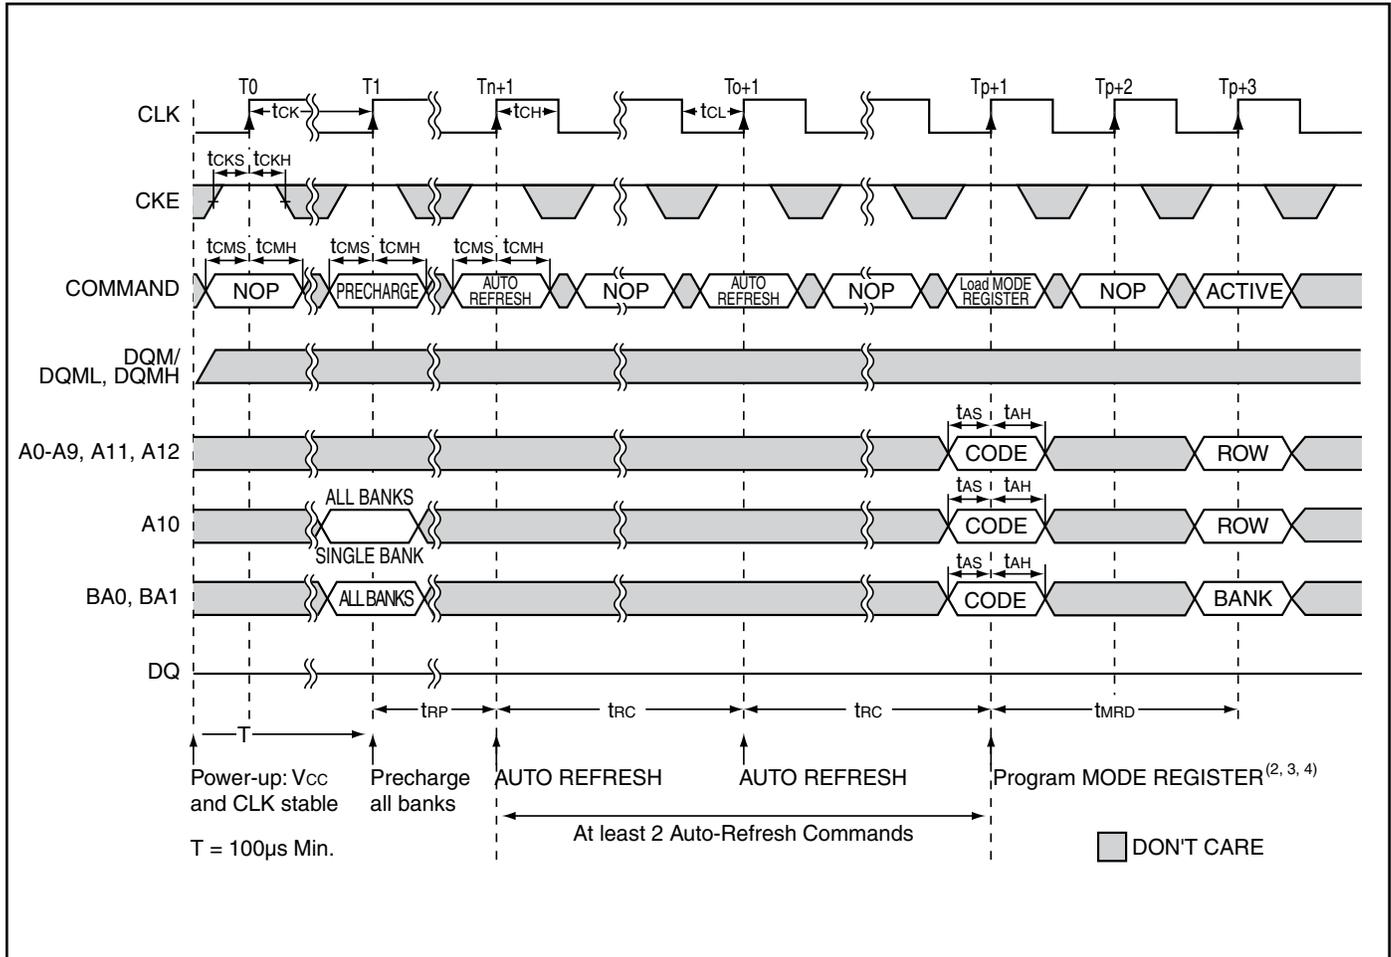 T0 T1 Tn+1 To+1 Tp+1 Tp+2 Tp+3
CLK tCK tCH tCL
tCKS tCKH
CKE
tCMS tCMH tCMS tCMH tCMS tCMH
COMMAND NOP PRECHARGE AUTO REFRESH NOP AUTO REFRESH NOP Load MODE REGISTER NOP ACTIVE
DQM/
DQML, DQMH
tAS tAH
A0-A9, A11, A12 CODE ROW
ALL BANKS tAS tAH
A10 CODE ROW
SINGLE BANK tAS tAH
BA0, BA1 ALL BANKS CODE BANK
DQ
tRP tRC tRC tMRD
T
Power-up: VCC Precharge AUTO REFRESH AUTO REFRESH Program MODE REGISTER(2, 3, 4)
and CLK stable all banks
At least 2 Auto-Refresh Commands
T = 100µs Min. DON'T CARE